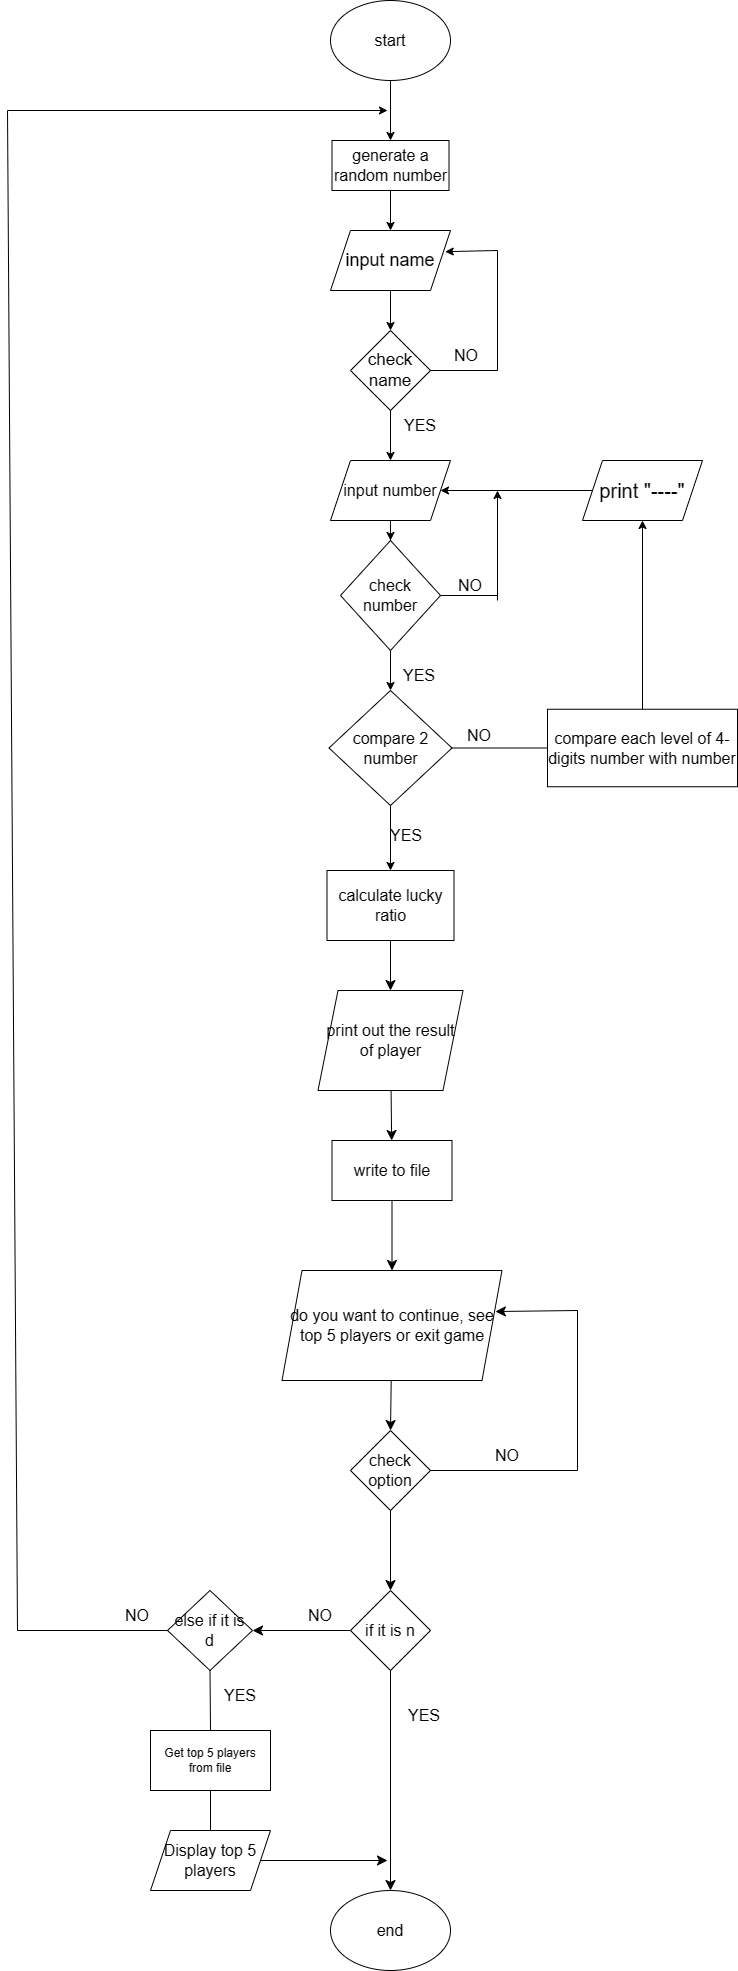 start
generate a
random number
input name
check
name
NO
YES
input number
print "----"
check
number
NO
YES
compare 2
number
NO
compare each level of 4-
digits number with number
YES
calculate lucky
ratio
print out the result
of player
write to file
do you want to continue, see
top 5 players or exit game
check
option
NO
if it is n
NO
else if it is
d
NO
YES
YES
Get top 5 players
from file
Display top 5
players
end